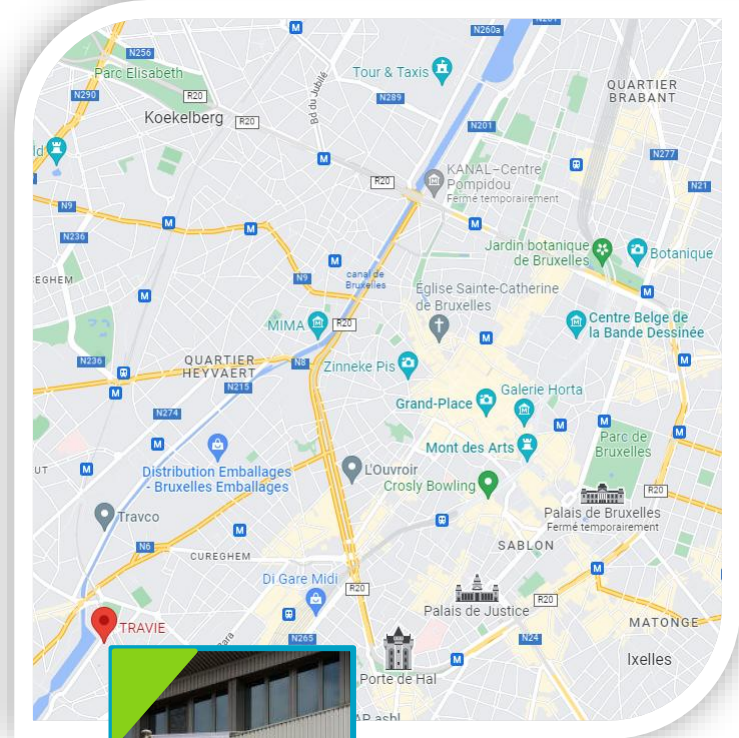 N260a
N201
M
N256
Parc Elisabeth
Tour & Taxis
QUARTIER
BRABANT
N290
R20
Bd du Jubilé
N289
Koekelberg
R20
N201
M
N277
M
KANAL–Centre
Pompidou
Fermé temporairement
R20
N21
N9
M
M
M
M
N236
Jardin botanique
de Bruxelles
Botanique
M
EGHEM
N9
canal de
Bruxelles
Église Sainte-Catherine
de Bruxelles
M
M
MIMA
R20
Centre Belge de
la Bande Dessinée
M
N236
QUARTIER
HEYVAERT
N8
Zinneke Pis
M
N215
M
Grand-Place
Galerie Horta
N274
M
M
Mont des Arts
Parc de
Bruxelles
M
M
UT
M
Distribution Emballages
- Bruxelles Emballages
L'Ouvroir
Crosly Bowling
R20
Travco
Palais de Bruxelles
Fermé temporairement
M
N6
CUREGHEM
SABLON
Di Gare Midi
R20
Palais de Justice
R20
TRAVIE
MATONGE
N265
N24
M
Ixelles
Porte de Hal